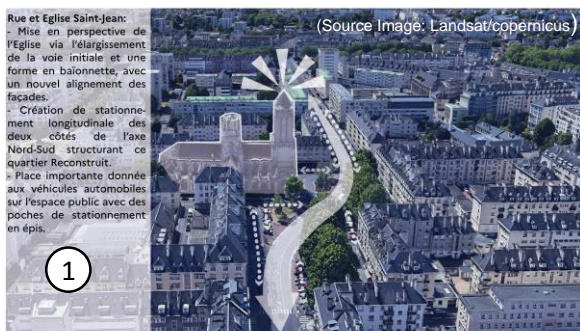 Rue et Eglise Saint-Jean:
- Mise en perspective de
l'Eglise via l'élargissement
de la voie initiale et une
forme en baïonnette, avec
un nouvel alignement des
façades.
- Création de stationne-
ment longitudinale des
deux côtés de l'axe
Nord-Sud structurant ce
quartier Reconstruit.
- Place importante donnée
aux véhicules automobiles
sur l'espace public avec des
poches de stationnement
en épis.
1
(Source Image: Landsat/copernicus)